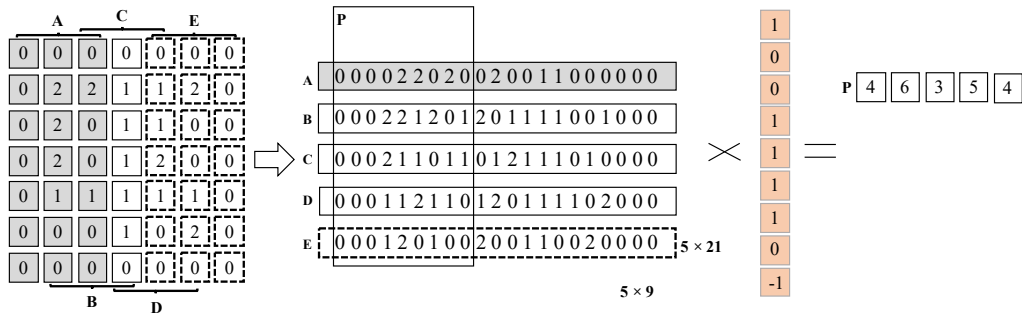 A C E
0 0 0 0 0 0 0
0 2 2 1 1 2 0
0 2 0 1 1 0 0
0 2 0 1 2 0 0
0 1 1 1 1 1 0
0 0 0 1 0 2 0
0 0 0 0 0 0 0
B D
P
A 0 0 0 0 2 2 0 2 0 0 2 0 0 1 1 0 0 0 0 0 0
B 0 0 0 2 2 1 2 0 1 2 0 1 1 1 1 0 0 1 0 0 0
C 0 0 0 2 1 1 0 1 1 0 1 2 1 1 1 0 1 0 0 0 0
D 0 0 0 1 1 2 1 1 0 1 2 0 1 1 1 1 0 2 0 0 0
E 0 0 0 1 2 0 1 0 0 2 0 0 1 1 0 0 2 0 0 0 0
5 × 21
5 × 9
1
0
0
1
1
1
1
0
-1
P 4 6 3 5 4